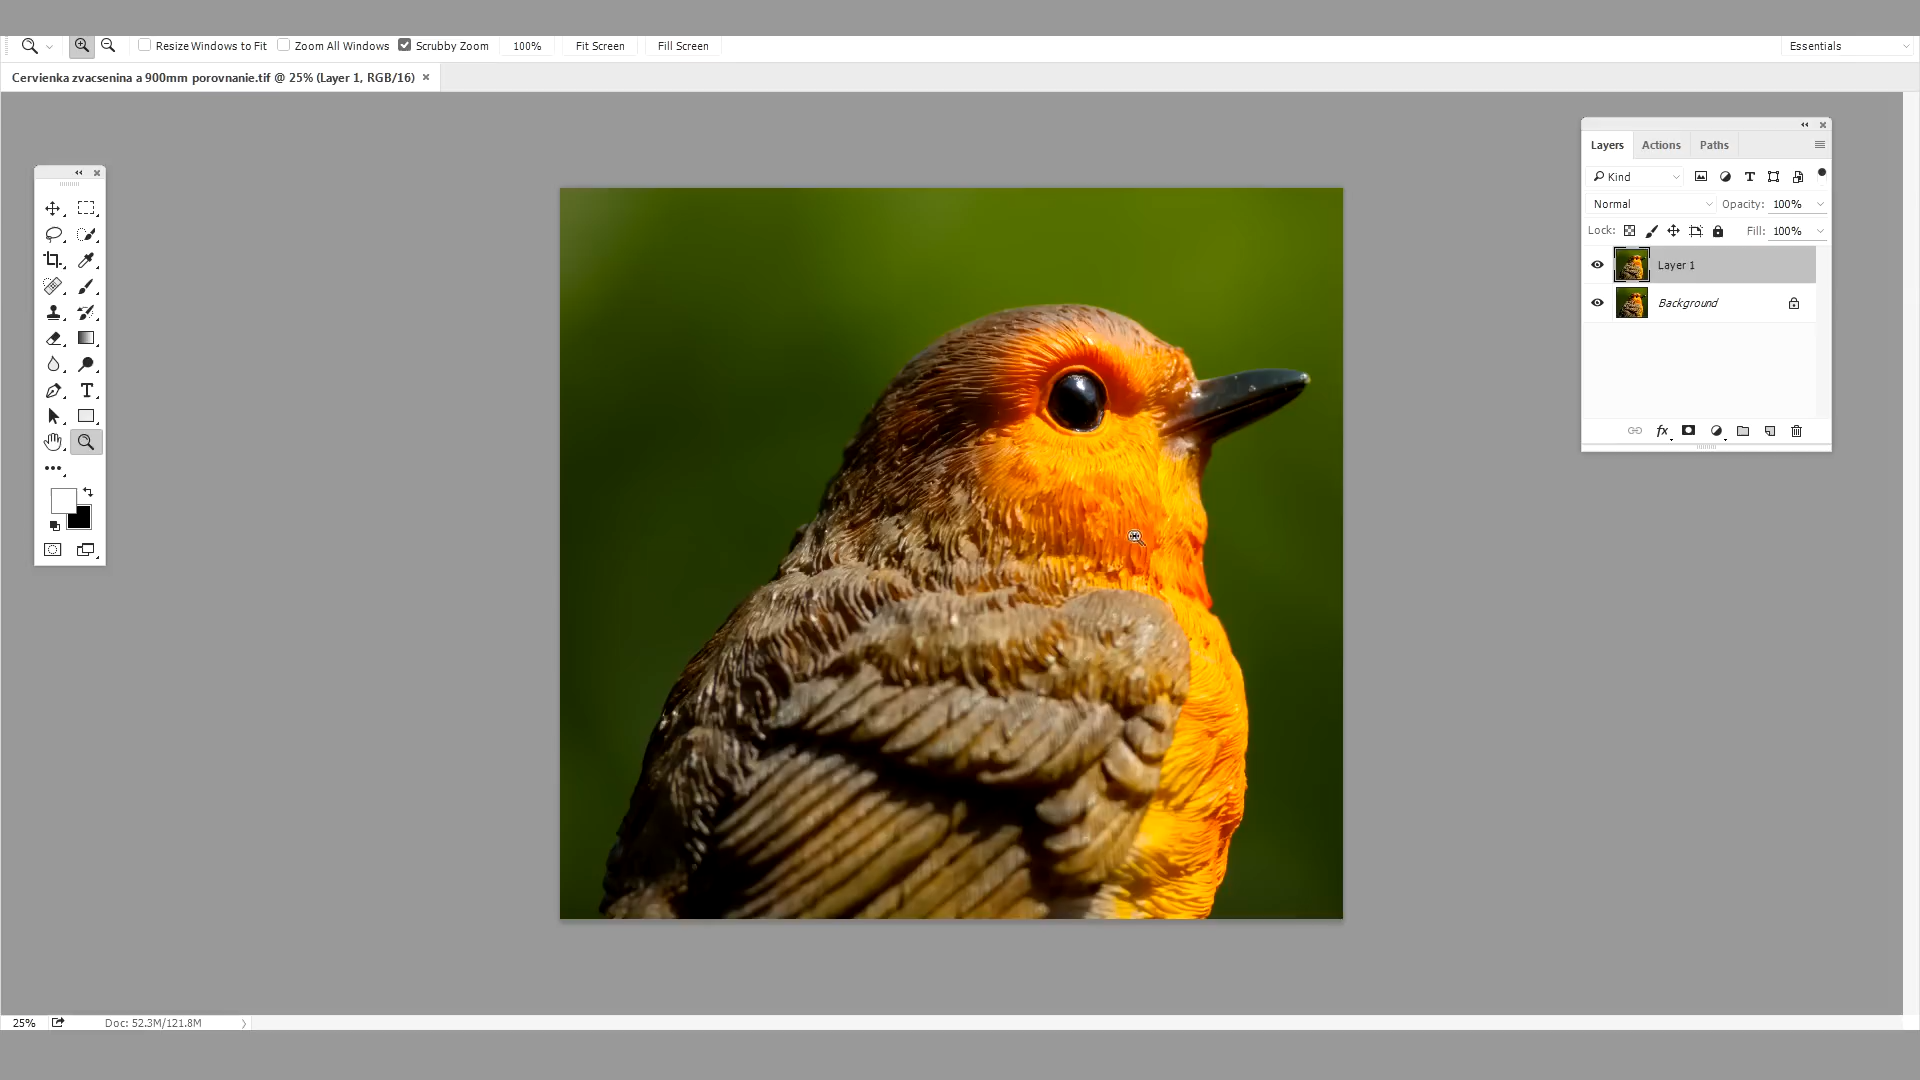 Resize Windows to Fit
Zoom All Windows
Scrubby Zoom
100%
Fit Screen
Fill Screen
Essentials
Cervienka zvacsenina a 900mm porovnanie.tif @ 25% (Layer 1, RGB/16)
Layers
Actions
Paths
Kind
Normal
Opacity: 100%
Lock:
Fill: 100%
Layer 1
Background
fx
25%
Doc: 52.3M/121.8M